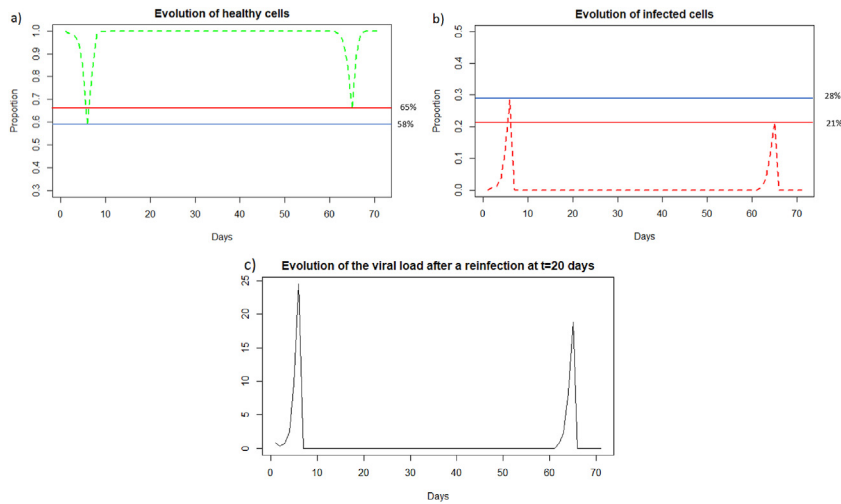 a)
Evolution of healthy cells
Proportion
1.0
0.9
0.8
0.7
0.6
0.5
0.4
0.3
65%
58%
0 10 20 30 40 50 60 70
Days
b)
Evolution of infected cells
Proportion
0.5
0.4
0.3
0.2
0.1
0.0
28%
21%
0 10 20 30 40 50 60 70
Days
c)
Evolution of the viral load after a reinfection at t=20 days
25
20
15
10
5
0
0 10 20 30 40 50 60 70
Days